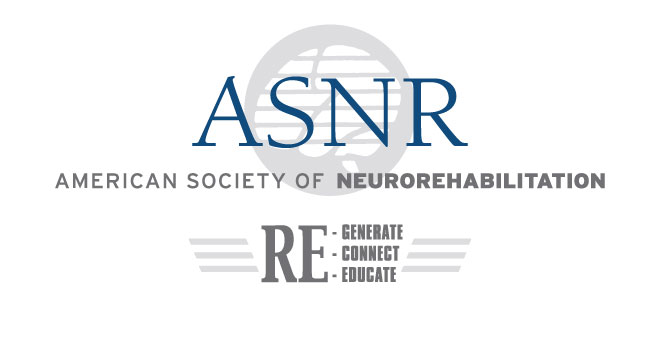 ASNR
AMERICAN SOCIETY OF NEUROREHABILITATION
RE - GENERATE
- CONNECT
- EDUCATE